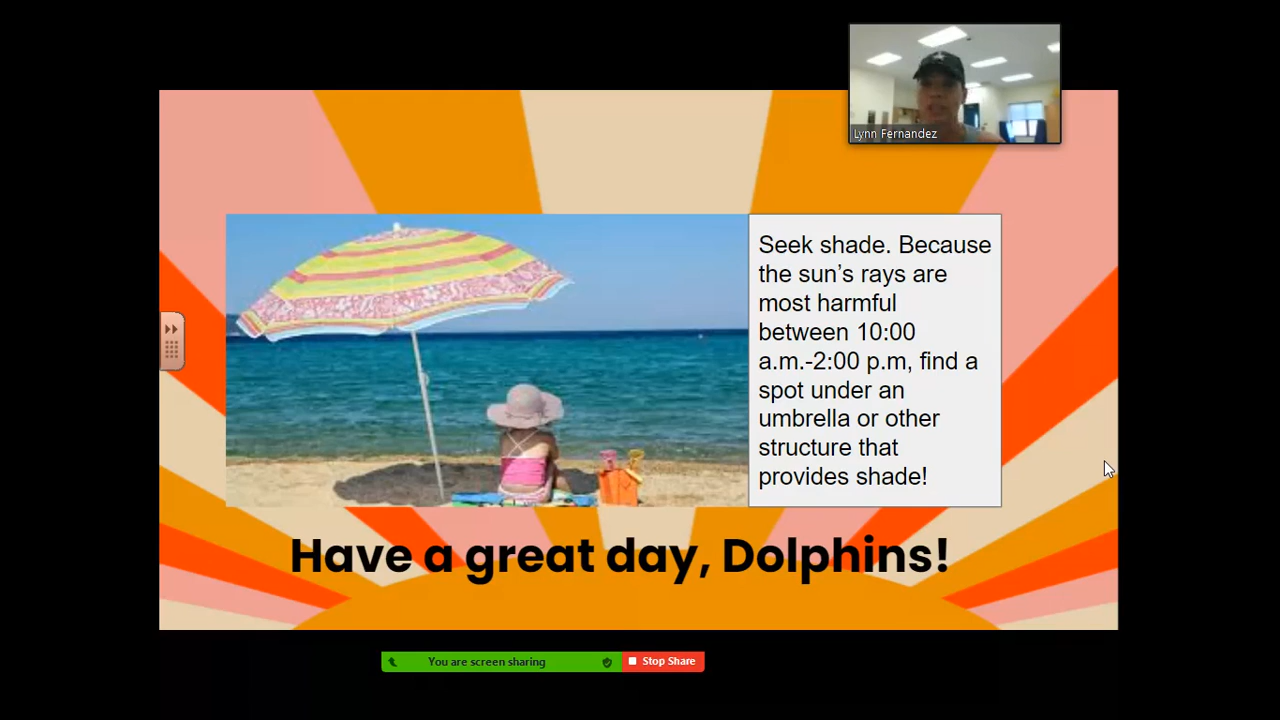 Lynn Fernandez
Seek shade. Because
the sun's rays are
most harmful
between 10:00
a.m.-2:00 p.m, find a
spot under an
umbrella or other
structure that
provides shade!
Have a great day, Dolphins!
You are screen sharing
Stop Share